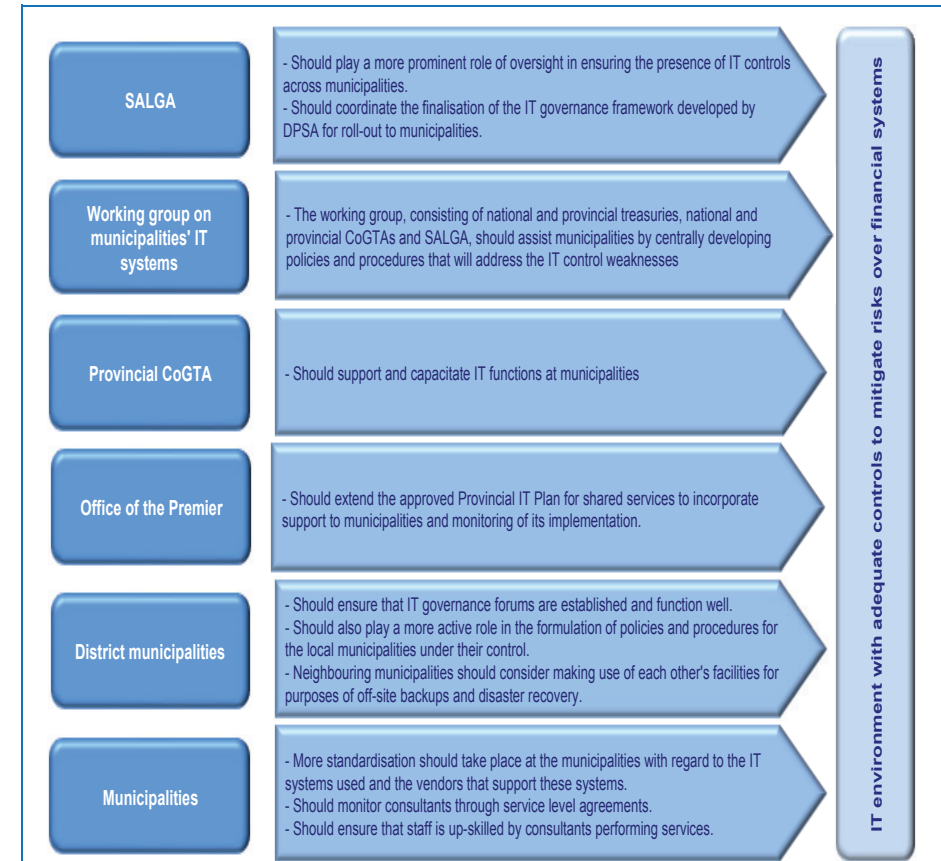 SALGA
- Should play a more prominent role of oversight in ensuring the presence of IT controls
across municipalities.
- Should coordinate the finalisation of the IT governance framework developed by
DPSA for roll-out to municipalities.
Working group on
municipalities' IT
systems
- The working group, consisting of national and provincial treasuries, national and
provincial CoGTAs and SALGA, should assist municipalities by centrally developing
policies and procedures that will address the IT control weaknesses
Provincial CoGTA
- Should support and capacitate IT functions at municipalities
Office of the Premier
- Should extend the approved Provincial IT Plan for shared services to incorporate
support to municipalities and monitoring of its implementation.
District municipalities
- Should ensure that IT governance forums are established and function well.
- Should also play a more active role in the formulation of policies and procedures for
the local municipalities under their control.
- Neighbouring municipalities should consider making use of each other's facilities for
purposes of off-site backups and disaster recovery.
Municipalities
- More standardisation should take place at the municipalities with regard to the IT
systems used and the vendors that support these systems.
- Should monitor consultants through service level agreements.
- Should ensure that staff is up-skilled by consultants performing services.
IT environment with adequate controls to mitigate risks over financial systems